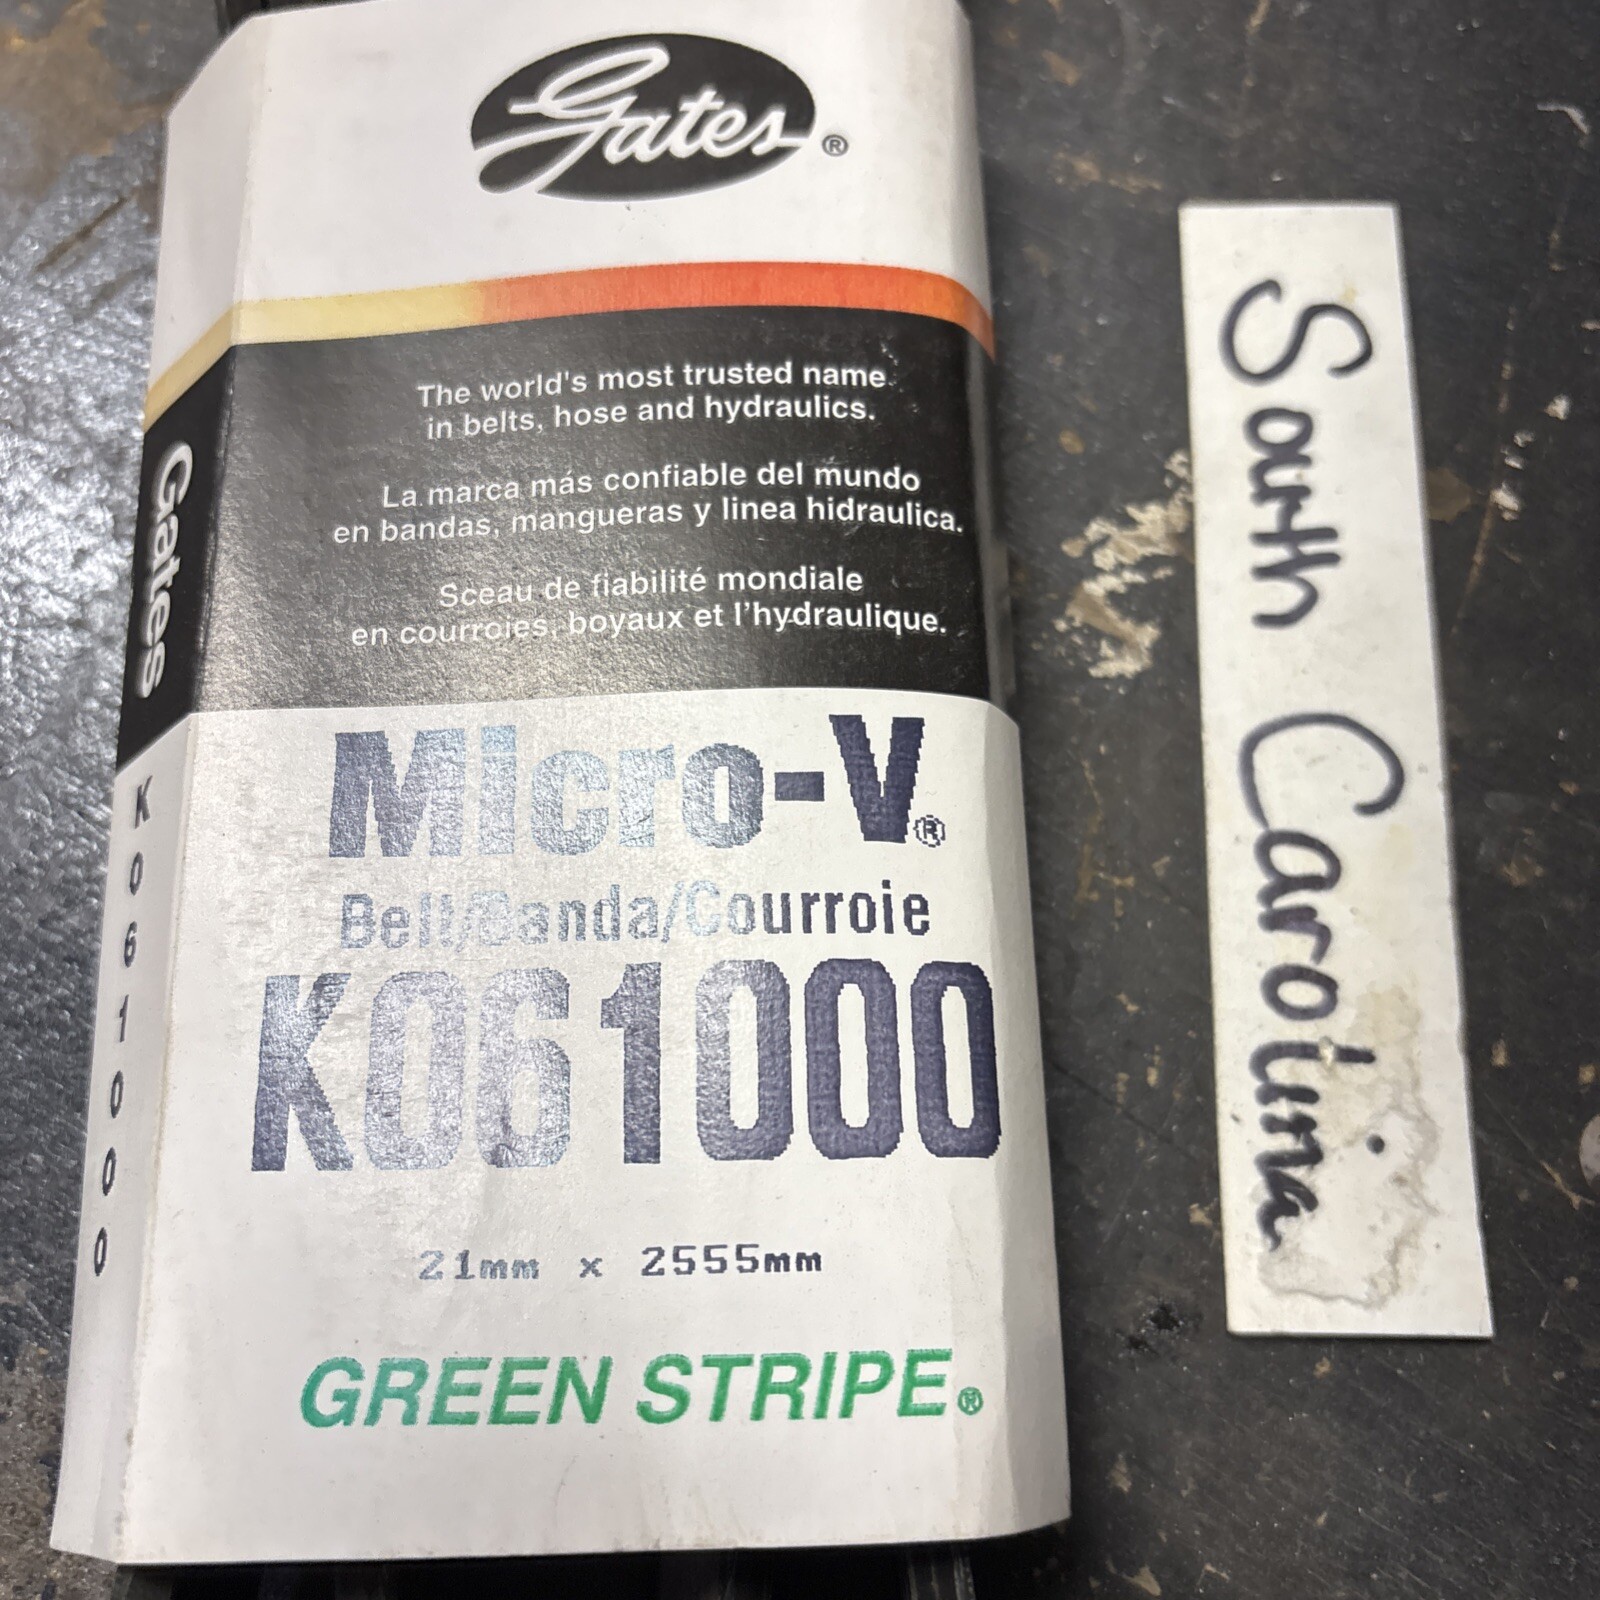 Gates®
The world's most trusted name
in belts, hose and hydraulics.
La marca más confiable del mundo
en bandas, mangueras y linea hidraulica.
Sceau de fiabilité mondiale
en courroies, boyaux et l'hydraulique.
Micro-V®
Belt/Banda/Courroie
K061000
21mm x 2555mm
GREEN STRIPE®
Gates
K061000
South Carolina